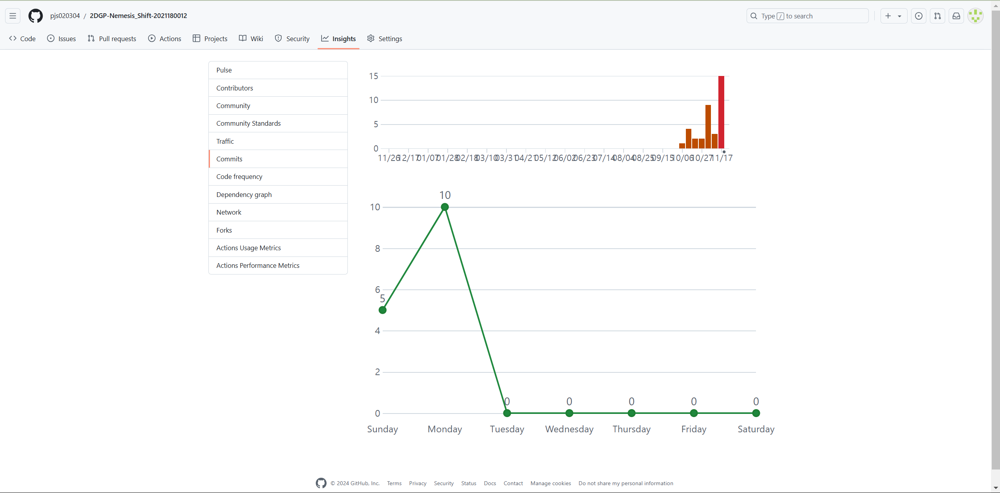 pjs020304 / 2DGP-Nemesis_Shift-2021180012
Type / to search
Code Issues Pull requests Actions Projects Wiki Security Insights Settings
Pulse
Contributors
Community
Community Standards
Traffic
Commits
Code frequency
Dependency graph
Network
Forks
Actions Usage Metrics
Actions Performance Metrics
15
10
5
0
11/26 12/17 01/07 01/28 02/18 03/10 03/31 04/21 05/12 06/02 06/23 07/14 08/04 08/25 09/15 10/06 10/27 11/17
10
10
8
6
5
4
2
0 0 0 0 0
0
Sunday Monday Tuesday Wednesday Thursday Friday Saturday
© 2024 GitHub, Inc. Terms Privacy Security Status Docs Contact Manage cookies Do not share my personal information